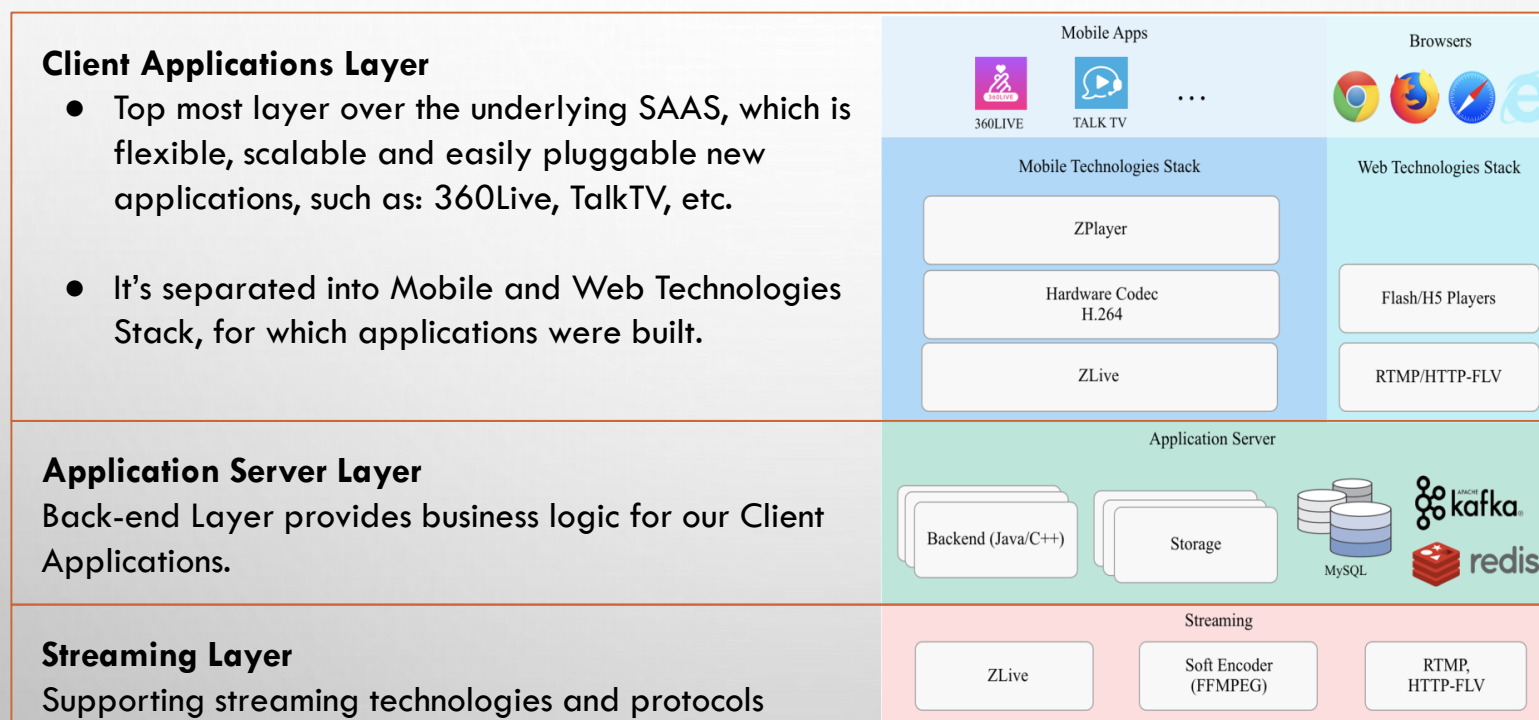 Client Applications Layer
● Top most layer over the underlying SAAS, which is
flexible, scalable and easily pluggable new
applications, such as: 360Live, TalkTV, etc.
● It's separated into Mobile and Web Technologies
Stack, for which applications were built.
Mobile Apps
360LIVE
360LIVE
TALK TV
...
Browsers
Mobile Technologies Stack
ZPlayer
Hardware Codec
H.264
ZLive
Web Technologies Stack
Flash/H5 Players
RTMP/HTTP-FLV
Application Server Layer
Back-end Layer provides business logic for our Client
Applications.
Application Server
Backend (Java/C++)
Storage
MySQL
APACHE
kafka.
redis
Streaming Layer
Supporting streaming technologies and protocols
Streaming
ZLive
Soft Encoder
(FFMPEG)
RTMP,
HTTP-FLV